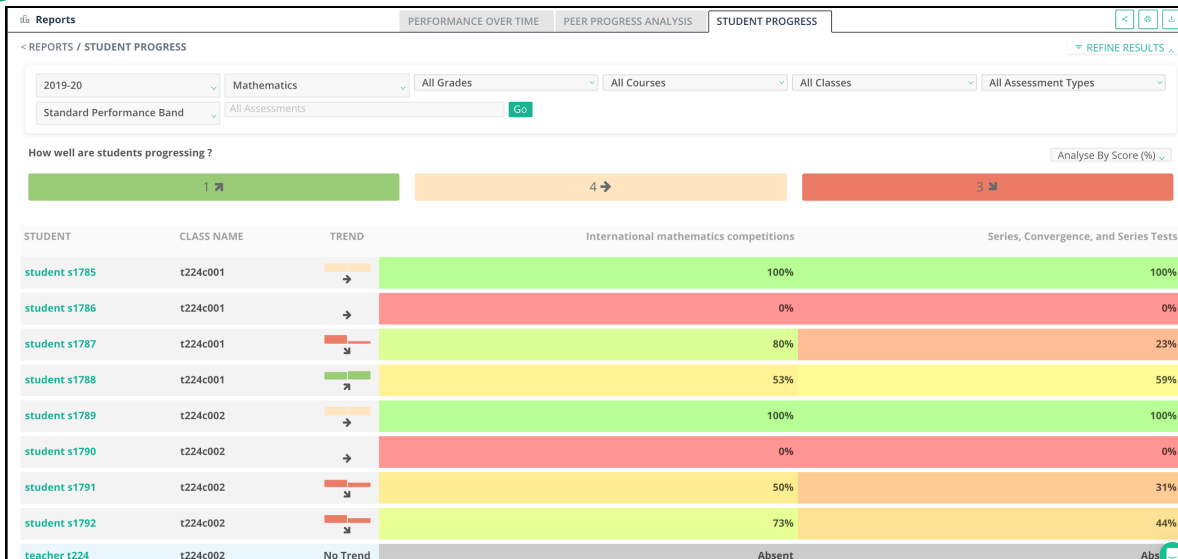 Reports PERFORMANCE OVER TIME PEER PROGRESS ANALYSIS STUDENT PROGRESS
< REPORTS / STUDENT PROGRESS REFINE RESULTS
2019-20 Mathematics All Grades All Courses All Classes All Assessment Types
Standard Performance Band All Assessments Go
How well are students progressing ? Analyse By Score (%)
1 4 3
STUDENT CLASS NAME TREND International mathematics competitions Series, Convergence, and Series Tests
student s1785 t224c001 100% 100%
student s1786 t224c001 0% 0%
student s1787 t224c001 80% 23%
student s1788 t224c001 53% 59%
student s1789 t224c002 100% 100%
student s1790 t224c002 0% 0%
student s1791 t224c002 50% 31%
student s1792 t224c002 73% 44%
teacher t224 t224c002 No Trend Absent